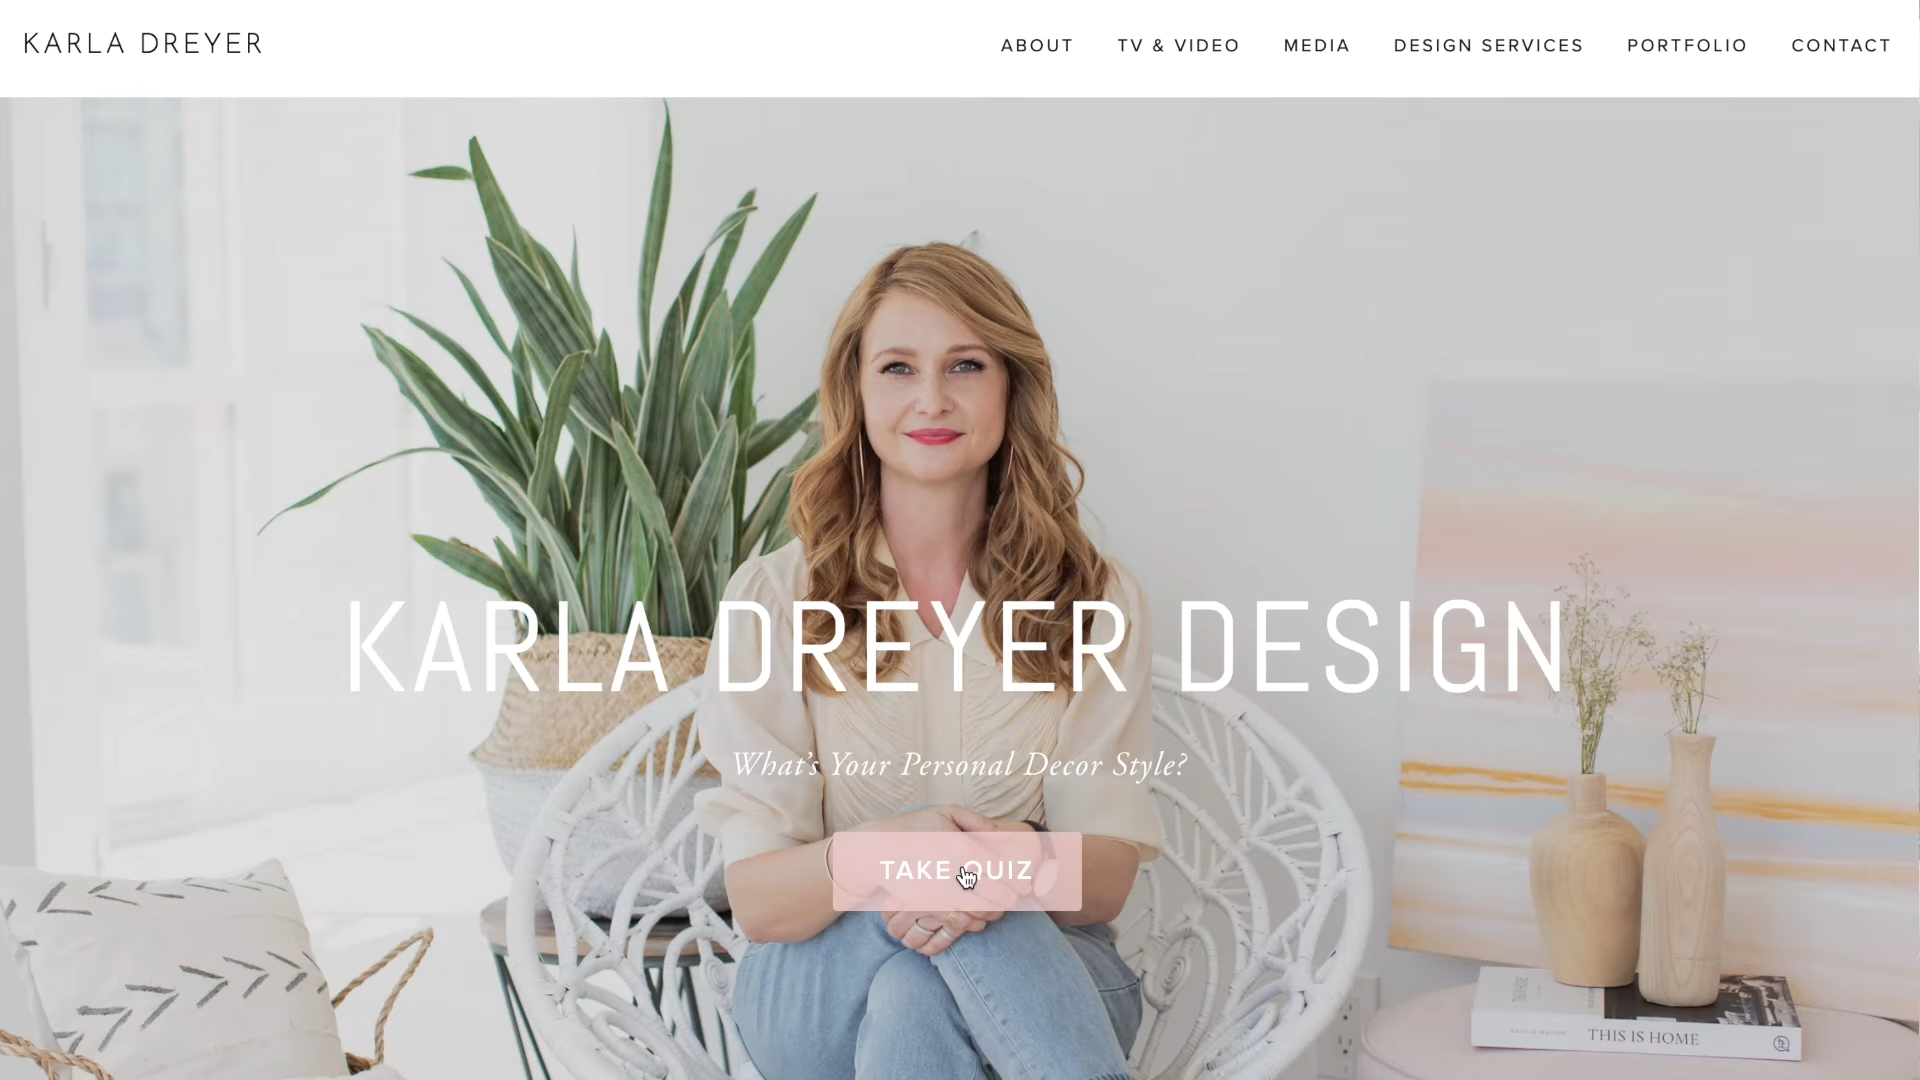 KARLA DREYER
ABOUT TV & VIDEO MEDIA DESIGN SERVICES PORTFOLIO CONTACT
KARLA DREYER DESIGN
What's Your Personal Decor Style?
TAKE QUIZ
THIS IS HOME